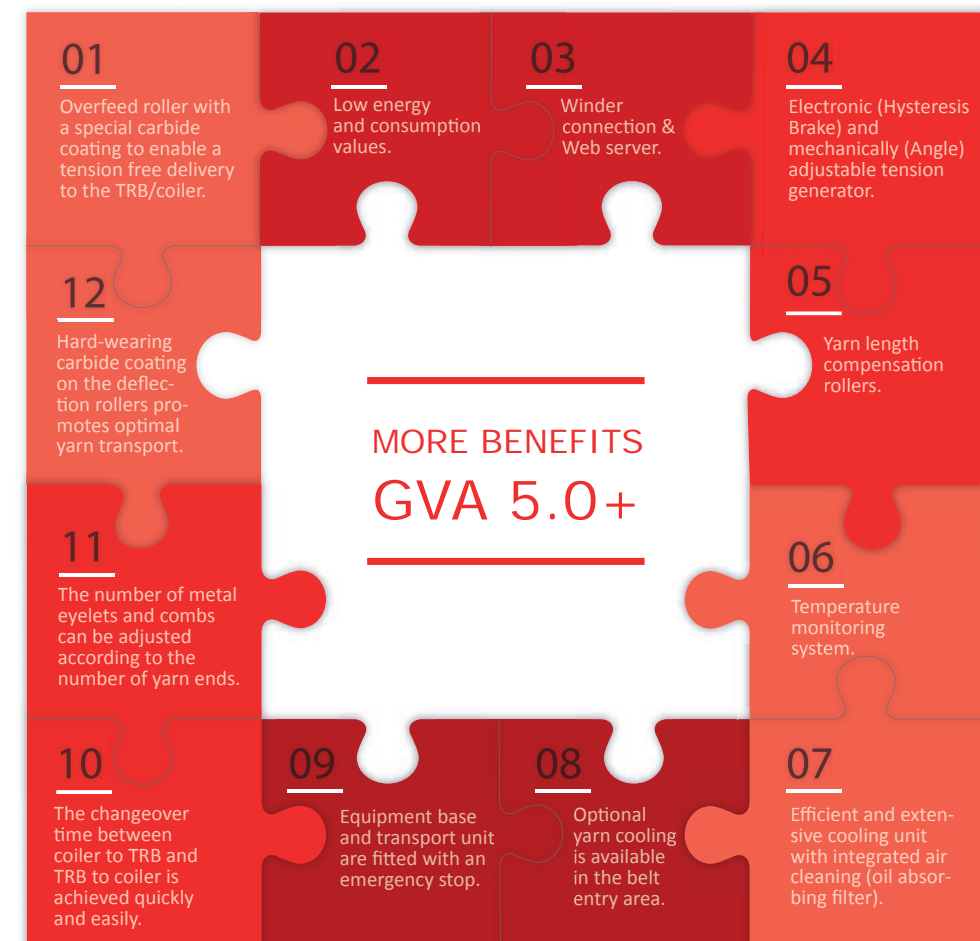 01
Overfeed roller with
a special carbide
coating to enable a
tension free delivery
to the TRB/coiler.
02
Low energy
and consumption
values.
03
Winder
connection &
Web server.
04
Electronic (Hysteresis
Brake) and
mechanically (Angle)
adjustable tension
generator.
12
Hard-wearing
carbide coating
on the deflec-
tion rollers pro-
motes optimal
yarn transport.
05
Yarn length
compensation
rollers.
MORE BENEFITS
GVA 5.0+
11
The number of metal
eyelets and combs
can be adjusted
according to the
number of yarn ends.
06
Temperature
monitoring
system.
10
The changeover
time between
coiler to TRB and
TRB to coiler is
achieved quickly
and easily.
09
Equipment base
and transport unit
are fitted with an
emergency stop.
08
Optional
yarn cooling
is available
in the belt
entry area.
07
Efficient and exten-
sive cooling unit
with integrated air
cleaning (oil absor-
bing filter).